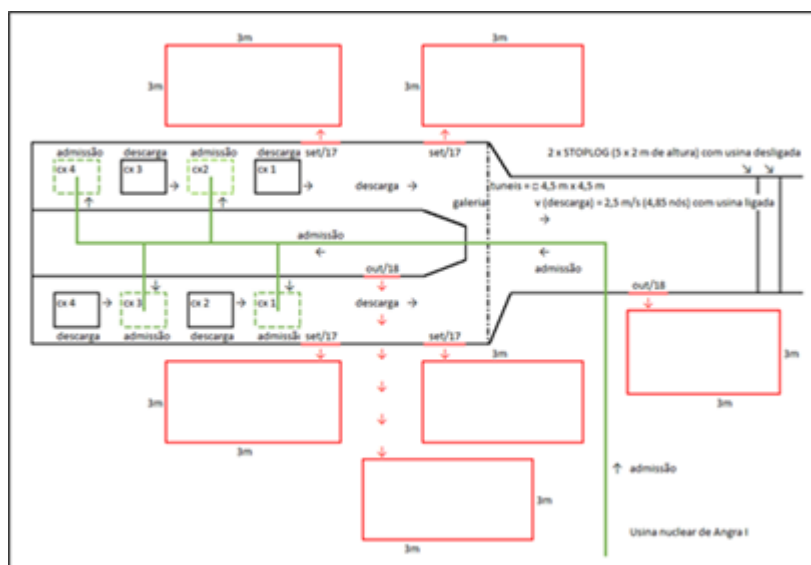 3m
3m
3m
3m
admissão
descarga
admissão
descarga
set/17
set/17
2 x STOPLOG (5 x 2 m de altura) com usina desligada
cx 4
cx 3
cx2
cx 1
descarga
tuneis = □ 4,5 m x 4,5 m
galeria
v (descarga) = 2,5 m/s (4,85 nós) com usina ligada
admissão
admissão
out/18
out/18
cx 4
cx 3
cx 2
cx 1
descarga
descarga
admissão
descarga
admissã
set/17
set/17
3m
3m
3m
3m
3m
3m
3m
admissão
3m
Usina nuclear de Angra I